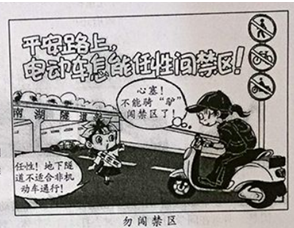 平安路上，
电动车岂能任性闯禁区！
南湖隧道
心塞！
不能骑“驴”
闯禁区了！
任性！地下隧
道不适合非机
动车通行！
勿闯禁区